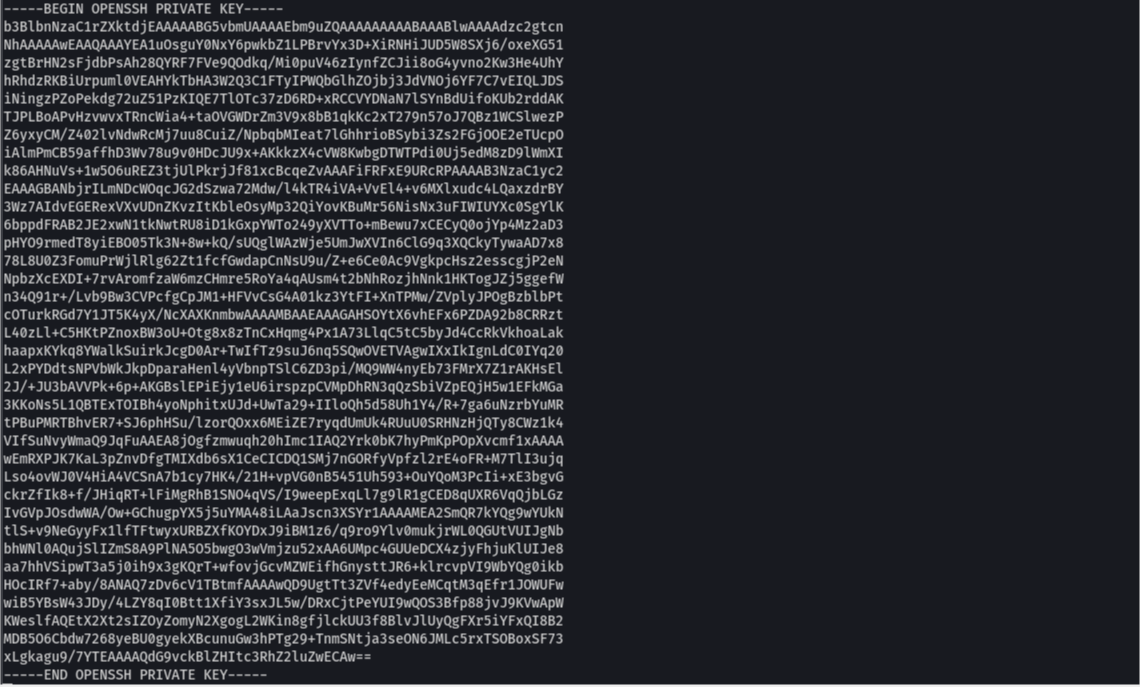 -----BEGIN OPENSSH PRIVATE KEY-----
b3BlbnNzaC1rZXktdjEAAAAABG5vbmUAAAAEbm9uZQAAAAAAAAABAAABlwAAAAdzc2gtcn
NhAAAAAwEAAQAAAYEA1uOsguY0NxY6pwkbZ1LPBrvYx3D+XiRNHiJUD5W8SXj6/oxeXG51
zgtBrHN2sFjdbPsAh28QYRF7FVe9QOdkq/Mi0puV46zIynfZCJii8oG4yvno2Kw3He4UhY
hRhdzRKBiUrpuml0VEAHYkTbHA3W2Q3C1FTyIPWQbGlhZOjbj3JdVNOj6YF7C7vEIQLJDS
iNingzPZoPekdg72uZ51PzKIQE7TlOTc37zD6RD+xRCCVYDNaN7lSYnBdUifoKUb2rddAK
TJPLBoAPvHzvwvxTRncWia4+taOVGWDrZm3V9x8bB1qkKc2xT279n57oJ7QBz1WCSlwezP
Z6yxyCM/Z402lvNdwRcMj7uu8CuiZ/NpbqbMIeat7lGhhrioBSybi3Zs2FGjOOE2eTUcpO
iAlmPmCB59affhD3Wv78u9v0HDcJU9x+AKkkzX4cVW8KwbgDTWTPdi0Uj5edM8zD9lWmXI
k86AHNuVs+1w5O6uREZ3tjUlPkrjJf81xcBcqeZvAAAFiFRFxE9URcRPAAAAB3NzaC1yc2
EAAAGBANbjrILmNDcWOqcJG2dSzwa72Mdw/l4kTR4iVA+VvEl4+v6MXlxudc4LQaxzdrBY
3Wz7AIdvEGERexVXvUDnZKvzItKbleOsyMp32QiYovKBuMr56NisNx3uFIWIUYXc0SgYlK
6bppdFRAB2JE2xwN1tkNwtRU8iD1kGxpYWTo249yXVTTo+mBewu7xCECyQ0ojYp4Mz2aD3
pHYO9rmedT8yiEBO05Tk3N+8w+kQ/sUQglWAzWje5UmJwXVIn6ClG9q3XQCkyTywaAD7x8
78L8U0Z3FomuPrWjlRlg62Zt1fcfGwdapCnNsU9u/Z+e6Ce0Ac9VgkpcHsz2esscgjP2eN
NpbzXcEXDI+7rvAromfzaW6mzCHmre5RoYa4qAUsm4t2bNhRozjhNnk1HKTogJZj5ggefW
n34Q91r+/Lvb9Bw3CVPcfgCpJM1+HFVvCsG4A01kz3YtFI+XnTPMw/ZVplyJPOgBzblbPt
cOTurkRGd7Y1JT5K4yX/NcXAXKnmbwAAAAMBAAEAAAGAHSOYtX6vhEFx6PZDA92b8CRRzt
L40zLl+C5HKtPZnoxBW3oU+Otg8x8zTnCxHqmg4Px1A73LlqC5tC5byJd4CcRkVkhoaLak
haapxKYkq8YWalkSuirkJcgD0Ar+TwIfTz9suJ6nq5SQwOVETVAgwIXxIkIgnLdC0IYq20
L2xPYDdtsNPVbWkJkpDparaHenl4yVbnpTSlC6ZD3pi/MQ9WW4nyEb73FMrX7Z1rAKHsEl
2J/+JU3bAVVPk+6p+AKGBslEPiEjy1eU6irspzpCVMpDhRN3qQzSbiVZpEQjH5w1EFkMGa
3KKoNs5L1QBTExTOIBh4yoNphitxUJd+UwTa29+IIloQh5d58Uh1Y4/R+7ga6uNzrbYuMR
tPBuPMRTBhvER7+SJ6phHSu/lzorQOxx6MEiZE7ryqdUmUk4RUuU0SRHNzHjQTy8CWz1k4
VIfSuNvyWmaQ9JqFuAAEA8jOgfzmwuqh20hImc1IAQ2Yrk0bK7hyPmKpPOpXvcmf1xAAAA
wEmRXPJK7KaL3pZnvDfgTMIXdb6sX1CeCICDQ1SMj7nGORfyVpfzl2rE4oFR+M7TlI3ujq
Lso4ovWJ0V4HiA4VCSnA7b1cy7HK4/21H+vpVG0nB5451Uh593+OuYQoM3PcIi+xE3bgvG
ckrZfIk8+f/JHiqRT+lFiMgRhB1SNO4qVS/I9weepExqLl7g9lR1gCED8qUXR6VqQjbLGz
IvGVpJOsdwWA/Ow+GChugpYX5j5uYMA48iLAaJscn3XSYr1AAAAMEA2SmQR7kYQg9wYUkN
tlS+v9NeGyyFx1lfTFtwyxURBZXfKOYDxJ9iBM1z6/q9ro9Ylv0mukjrWL0QGUtVUIJgNb
bhWNl0AQujSlIZmS8A9PlNA5O5bwgO3wVmjzu52xAA6UMpc4GUUeDCX4zjyFhjuKlUIJe8
aa7hhVSipwT3a5j0ih9x3gKQrT+wfovjGcvMZWEifhGnysttJR6+klrcvpVI9WbYQg0ikb
HOcIRf7+aby/8ANAQ7zDv6cV1TBtmfAAAAwQD9UgtTt3ZVf4edyEeMCqtM3qEfr1JOWUFw
wiB5YBsW43JDy/4LZY8qI0Btt1XfiY3sxJL5w/DRxCjtPeYUI9wQOS3Bfp88jvJ9KVwApW
KWeslfAQEtX2Xt2sIZOyZomyN2XgogL2WKin8gfjlckUU3f8BlvJlUyQgFXr5iYFxQI8B2
MDB5O6Cbdw7268yeBU0gyekXBcunuGw3hPTg29+TnmSNtja3seON6JMLc5rxTSOBoxSF73
xLgkagu9/7YTEAAAAQdG9vckBlZHItc3RhZ2luZwECAw==
-----END OPENSSH PRIVATE KEY-----